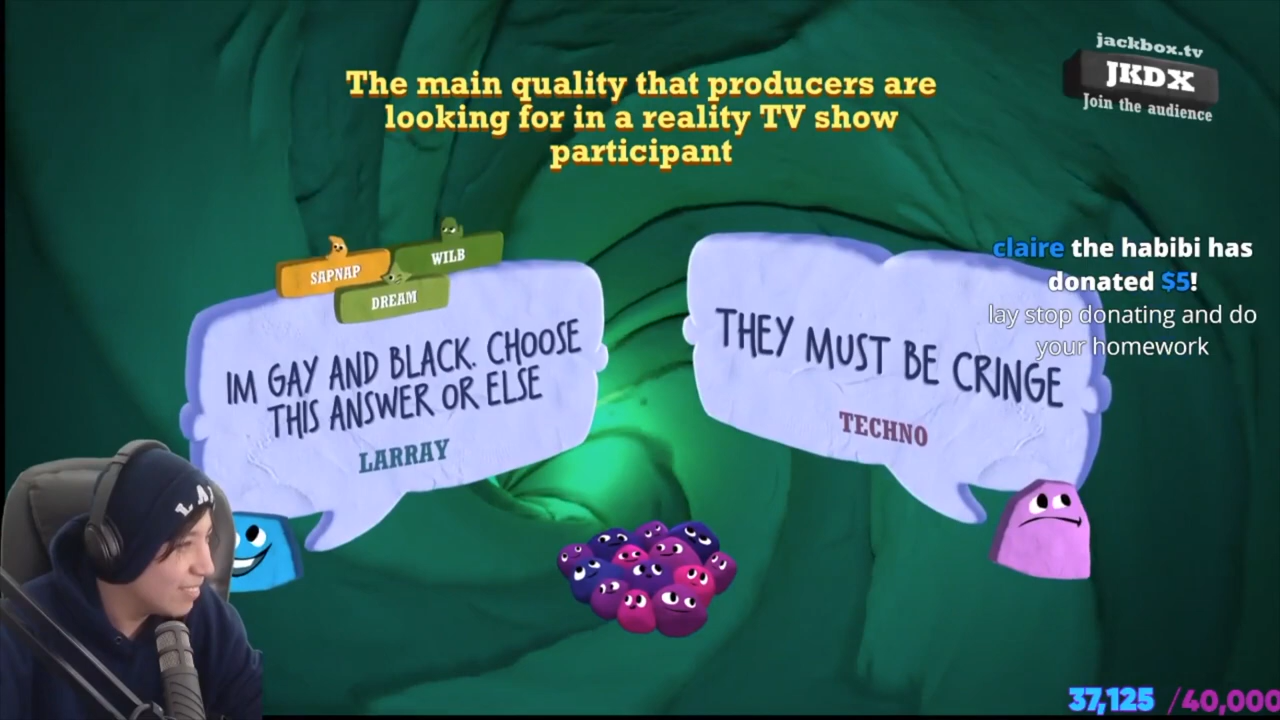 jackbox.tv
JKDX
Join the audience
The main quality that producers are
looking for in a reality TV show
participant
SAPNAP
WILB
DREAM
IM GAY AND BLACK. CHOOSE
THIS ANSWER OR ELSE
LARRAY
THEY MUST BE CRINGE
TECHNO
claire the habibi has
donated $5!
lay stop donating and do
your homework
L.A
37,125 /40,000